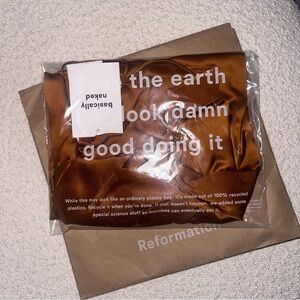 the earth
Basically
naked
look damn
good doing it
While this may look like an ordinary plastic bag, it's made out of 100% recycled
plastics. Recycle it when you're done. If that doesn't happen, we added some
special science stuff so microbes can eventually eat it.
Reformation